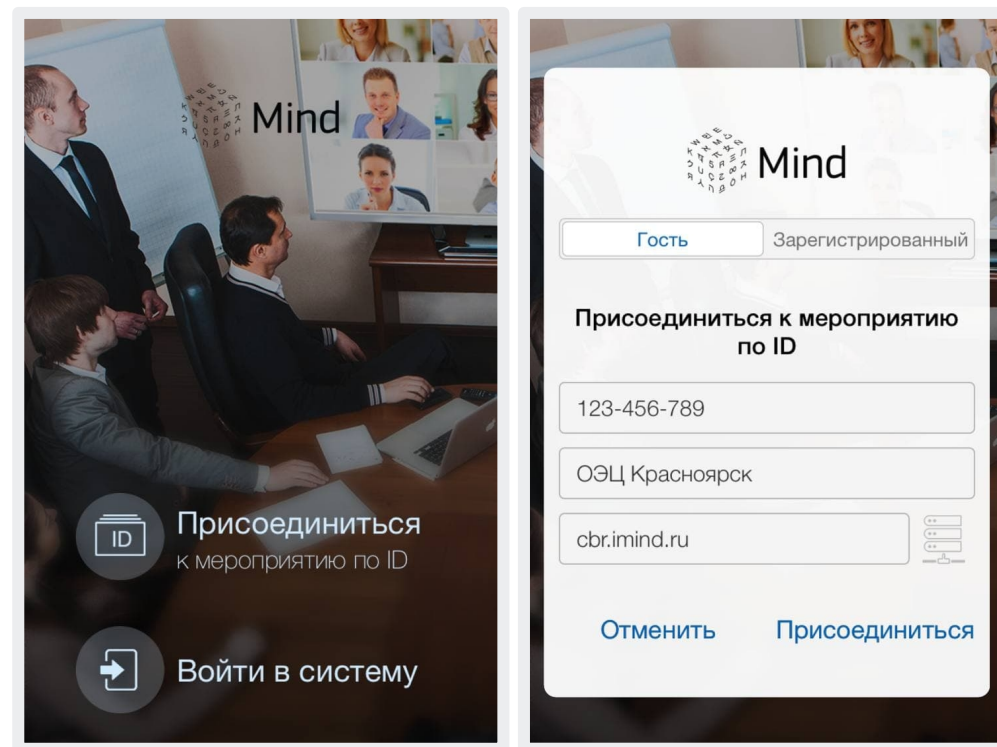 Mind
ID
Присоединиться
к мероприятию по ID
Войти в систему
Mind
Гость
Зарегистрированный
Присоединиться к мероприятию
по ID
123-456-789
ОЭЦ Красноярск
cbr.imind.ru
Отменить
Присоединиться